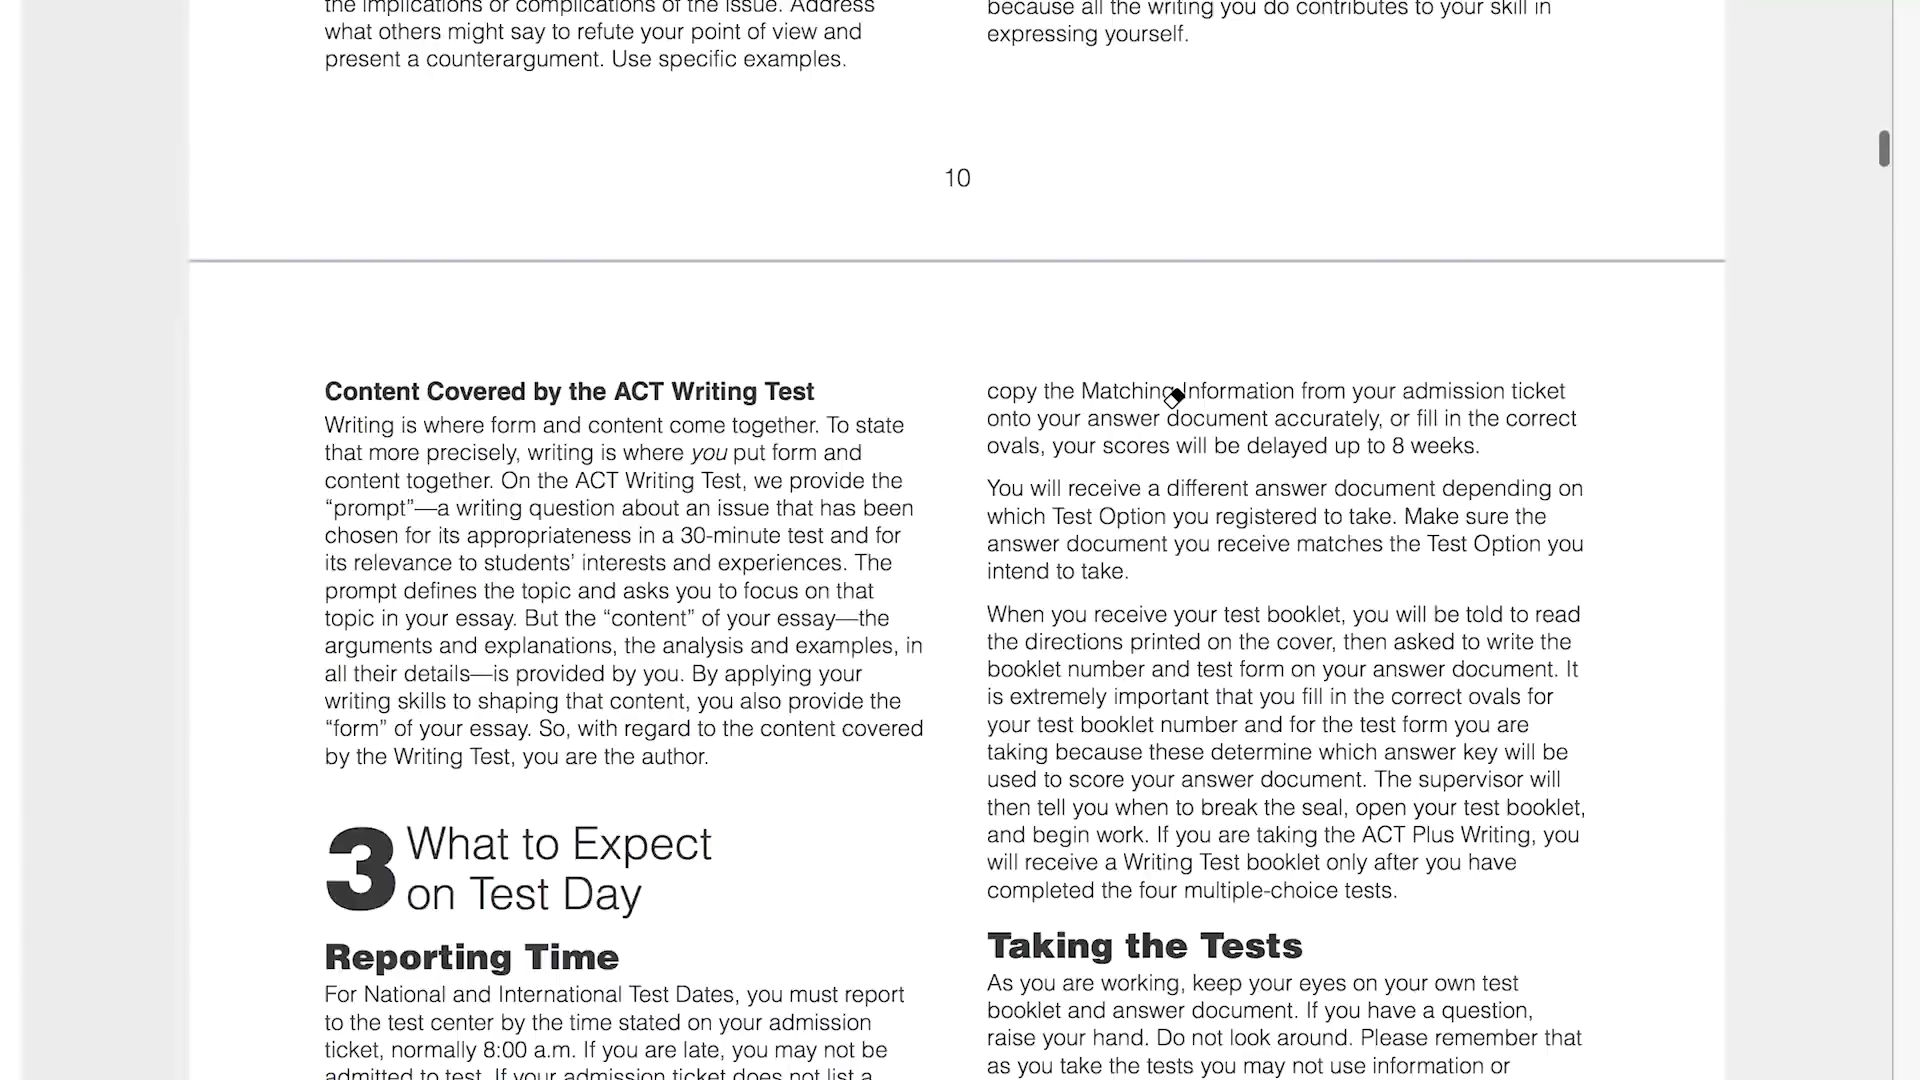 the implications or complications of the issue. Address
what others might say to refute your point of view and
present a counterargument. Use specific examples.
because all the writing you do contributes to your skill in
expressing yourself.
10
Content Covered by the ACT Writing Test
Writing is where form and content come together. To state
that more precisely, writing is where you put form and
content together. On the ACT Writing Test, we provide the
“prompt”—a writing question about an issue that has been
chosen for its appropriateness in a 30-minute test and for
its relevance to students’ interests and experiences. The
prompt defines the topic and asks you to focus on that
topic in your essay. But the “content” of your essay—the
arguments and explanations, the analysis and examples, in
all their details—is provided by you. By applying your
writing skills to shaping that content, you also provide the
“form” of your essay. So, with regard to the content covered
by the Writing Test, you are the author.
3 What to Expect
on Test Day
Reporting Time
For National and International Test Dates, you must report
to the test center by the time stated on your admission
ticket, normally 8:00 a.m. If you are late, you may not be
admitted to test. If your admission ticket does not list a
copy the Matching Information from your admission ticket
onto your answer document accurately, or fill in the correct
ovals, your scores will be delayed up to 8 weeks.
You will receive a different answer document depending on
which Test Option you registered to take. Make sure the
answer document you receive matches the Test Option you
intend to take.
When you receive your test booklet, you will be told to read
the directions printed on the cover, then asked to write the
booklet number and test form on your answer document. It
is extremely important that you fill in the correct ovals for
your test booklet number and for the test form you are
taking because these determine which answer key will be
used to score your answer document. The supervisor will
then tell you when to break the seal, open your test booklet,
and begin work. If you are taking the ACT Plus Writing, you
will receive a Writing Test booklet only after you have
completed the four multiple-choice tests.
Taking the Tests
As you are working, keep your eyes on your own test
booklet and answer document. If you have a question,
raise your hand. Do not look around. Please remember that
as you take the tests you may not use information or